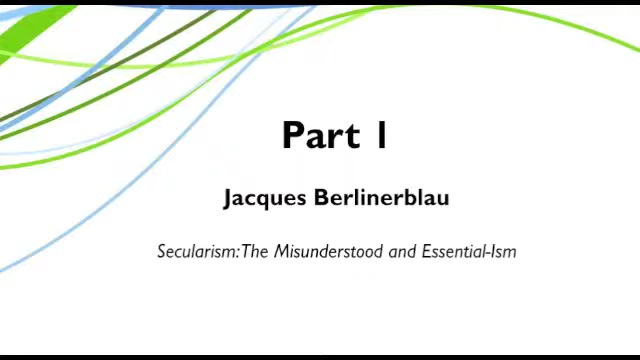 Part 1
Jacques Berlinerblau
Secularism: The Misunderstood and Essential-Ism